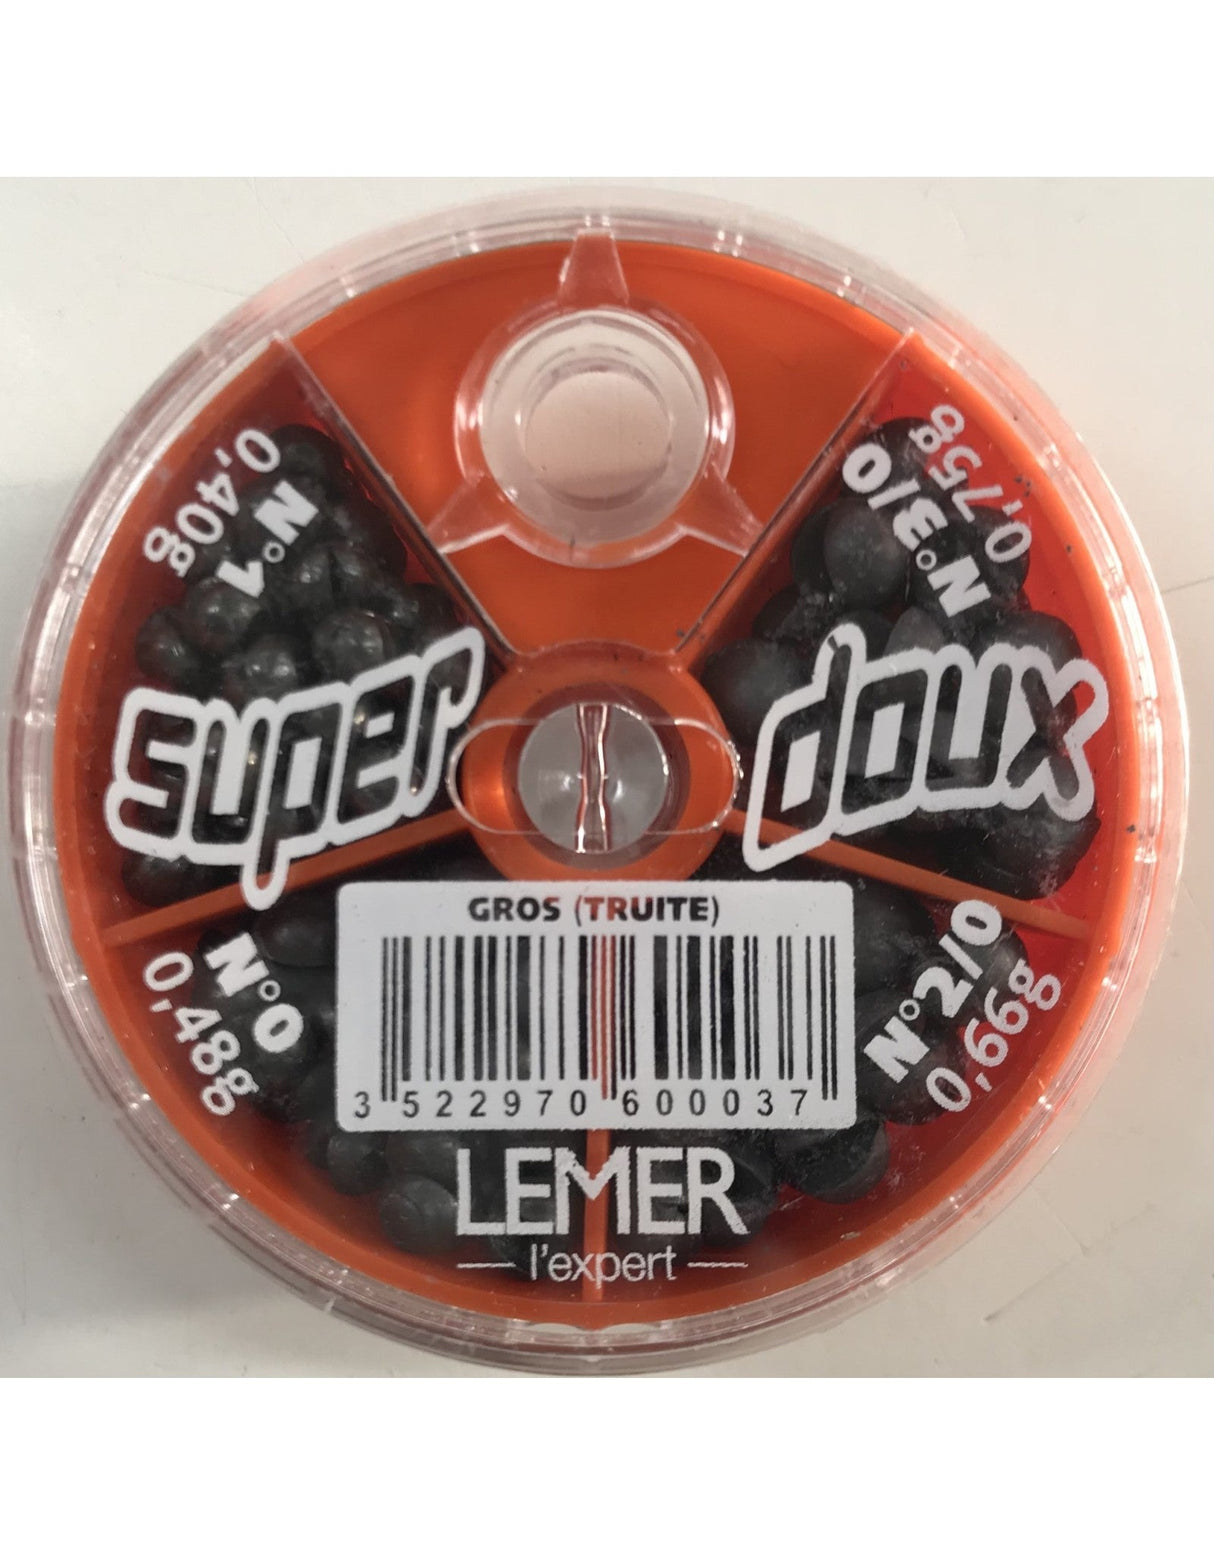 N°1
0,40g
N°3/0
0,75g
super
doux
N°0
0,48g
N°2/0
0,66g
GROS (TRUITE)
3 522970 600037
LEMER
l'expert